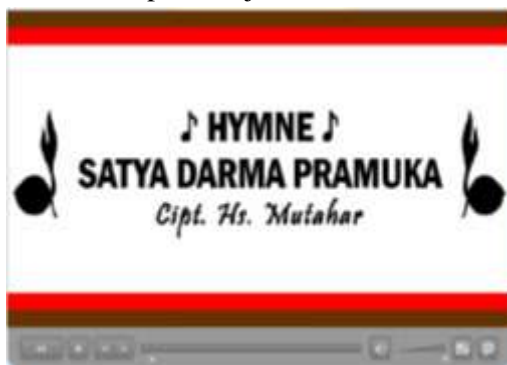 ♪ HYMNE ♪
SATYA DARMA PRAMUKA
Cipt. Hs. Mutahar